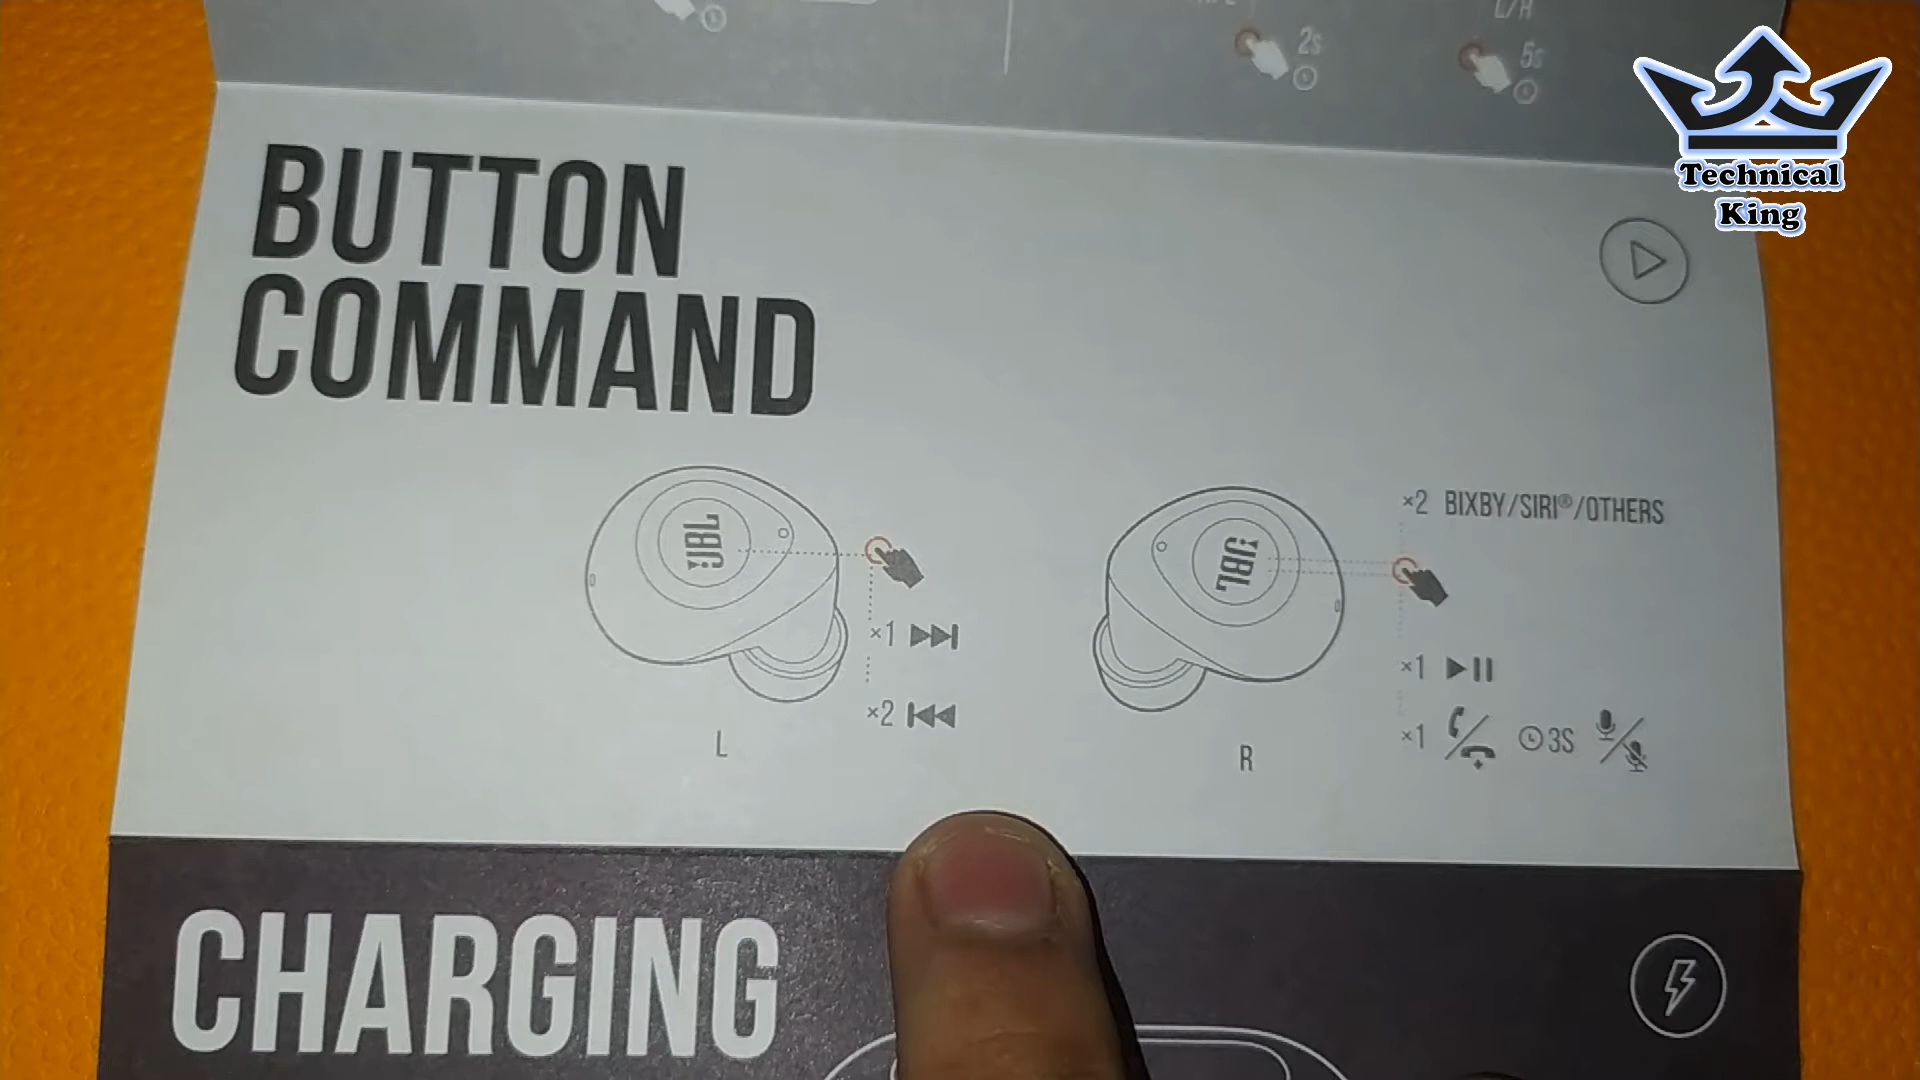 L/R
2s
5s
Technical
King
BUTTON
COMMAND
JBL
×1
×2
L
JBL
×2 BIXBY/SIRI®/OTHERS
×1
×1 3S
R
CHARGING